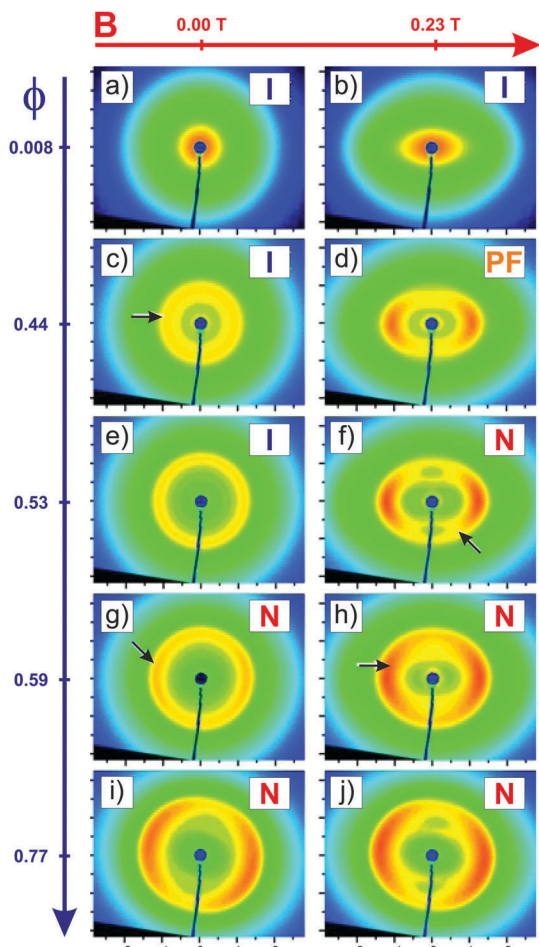 B 0.00 T 0.23 T
ϕ
a) I b) I
0.008
c) I d) PF
0.44
e) I f) N
0.53
g) N h) N
0.59
i) N j) N
0.77